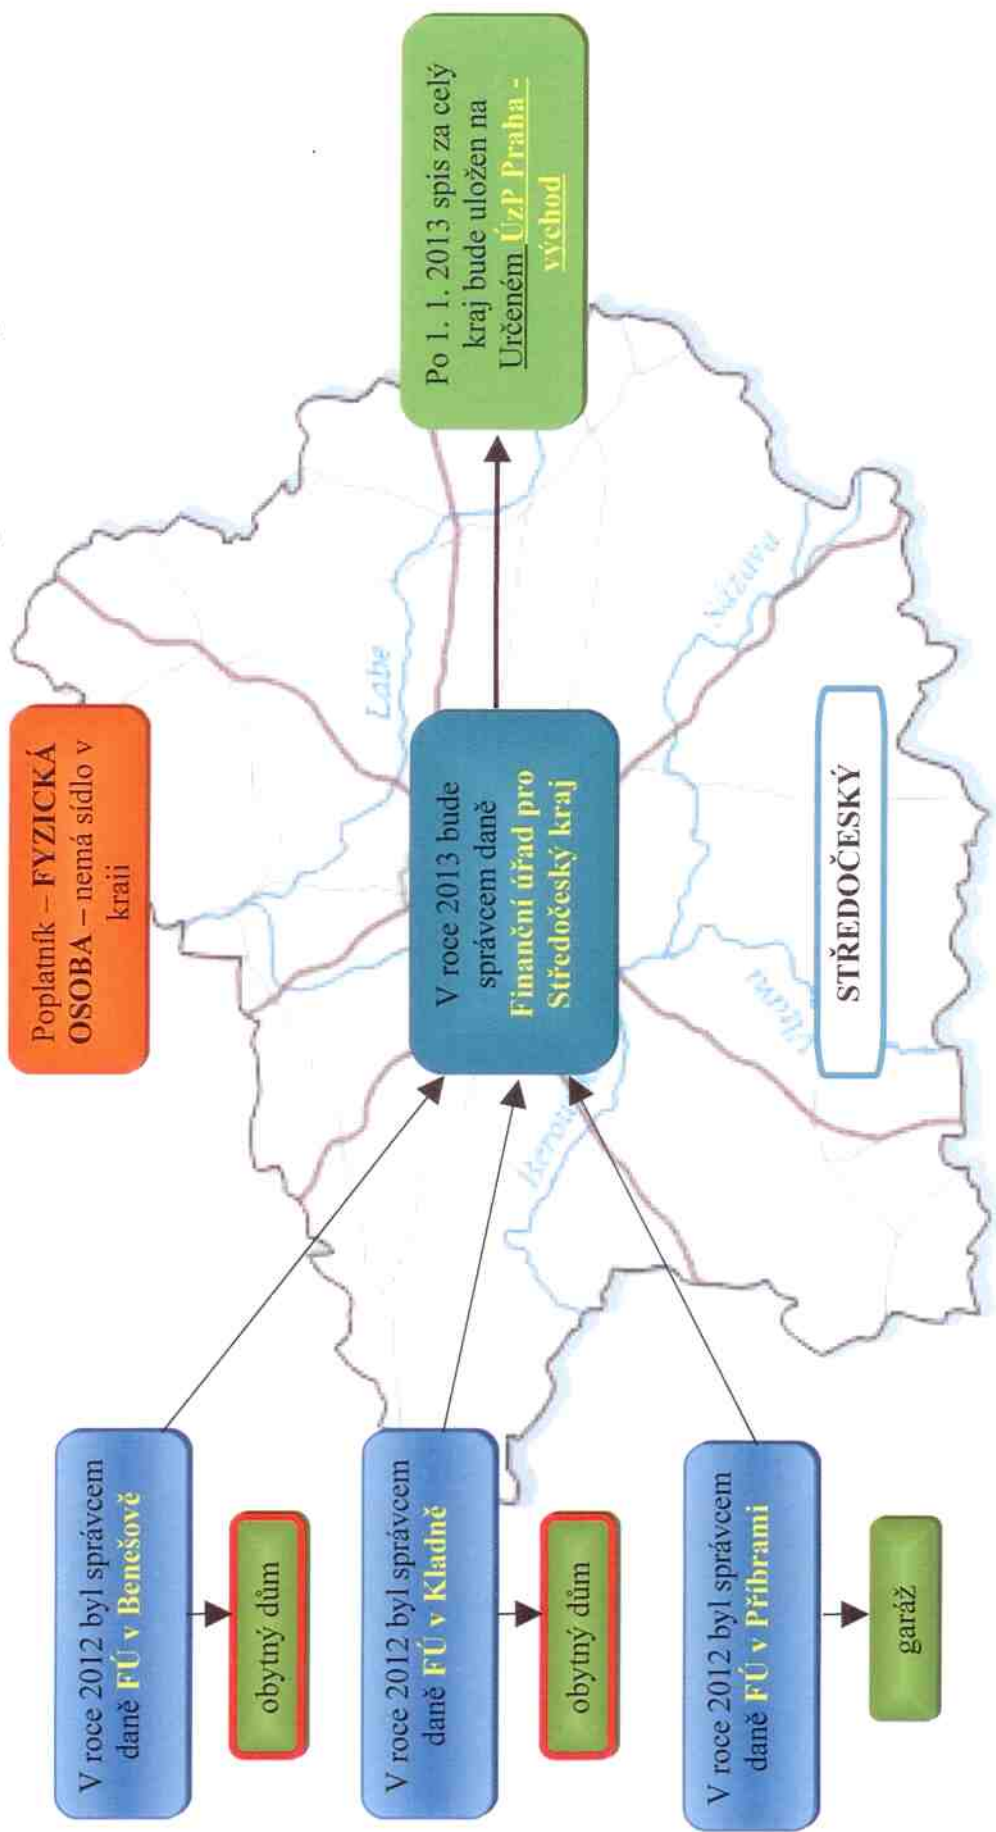 Poplatník – FYZICKÁ
OSOBA – nemá sídlo v
kraji
V roce 2012 byl správcem
daně FÚ v Benešově
obytný dům
V roce 2012 byl správcem
daně FÚ v Kladně
obytný dům
V roce 2012 byl správcem
daně FÚ v Příbrami
garáž
V roce 2013 bude
správcem daně
Finanční úřad pro
Středočeský kraj
Po 1. 1. 2013 spis za celý
kraj bude uložen na
Určeném ÚzP Praha -
východ
Labe
Sázava
Vltava
STŘEDOČESKÝ